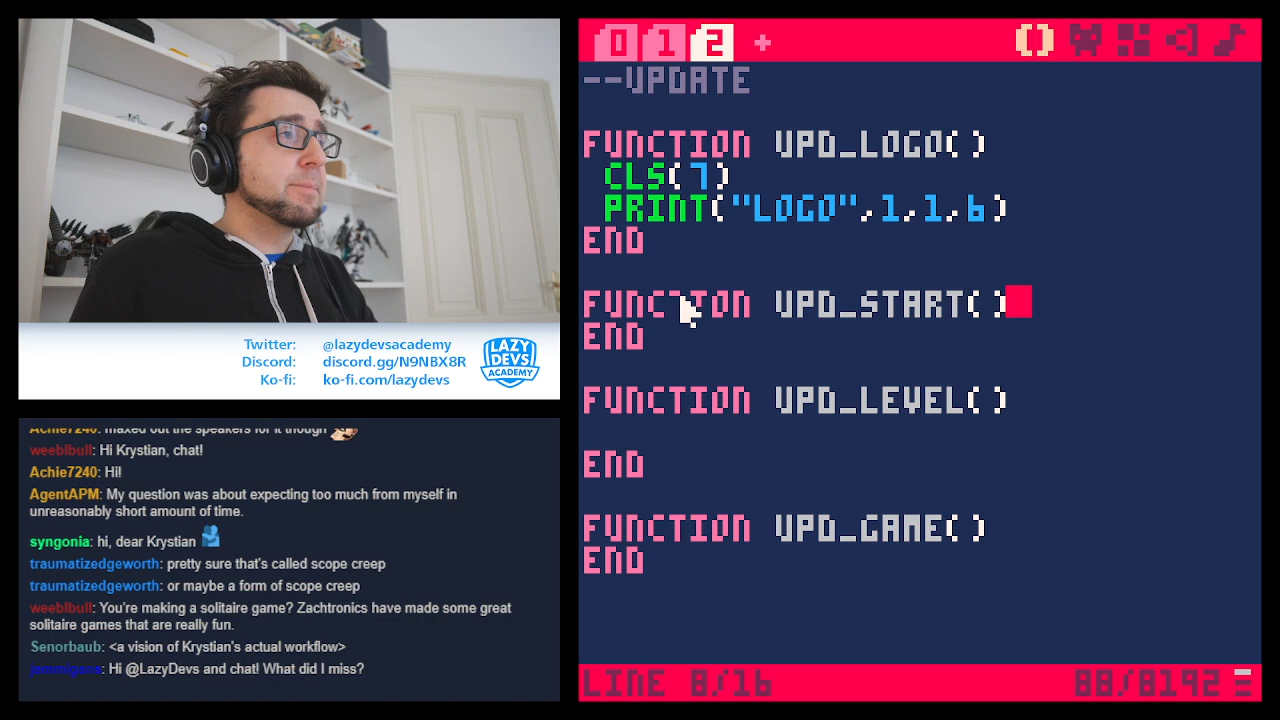 Twitter: @lazydevsacademy
Discord: discord.gg/N9NBX8R
Ko-fi: ko-fi.com/lazydevs
LAZY
DEVS
ACADEMY
Achie7240: maxed out the speakers for it though
weeblbull: Hi Krystian, chat!
Achie7240: Hi!
AgentAPM: My question was about expecting too much from myself in
unreasonably short amount of time.
syngonia: hi, dear Krystian
traumatizedgeworth: pretty sure that's called scope creep
traumatizedgeworth: or maybe a form of scope creep
weeblbull: You're making a solitaire game? Zachtronics have made some great
solitaire games that are really fun.
Senorbaub: <a vision of Krystian's actual workflow>
Hi @LazyDevs and chat! What did I miss?
0 1 2 +
--UPDATE
FUNCTION UPD_LOGO()
CLS(7)
PRINT("LOGO",1,1,6)
END
FUNCTION UPD_START()
END
FUNCTION UPD_LEVEL()
END
FUNCTION UPD_GAME()
END
LINE 8/16
88/8192